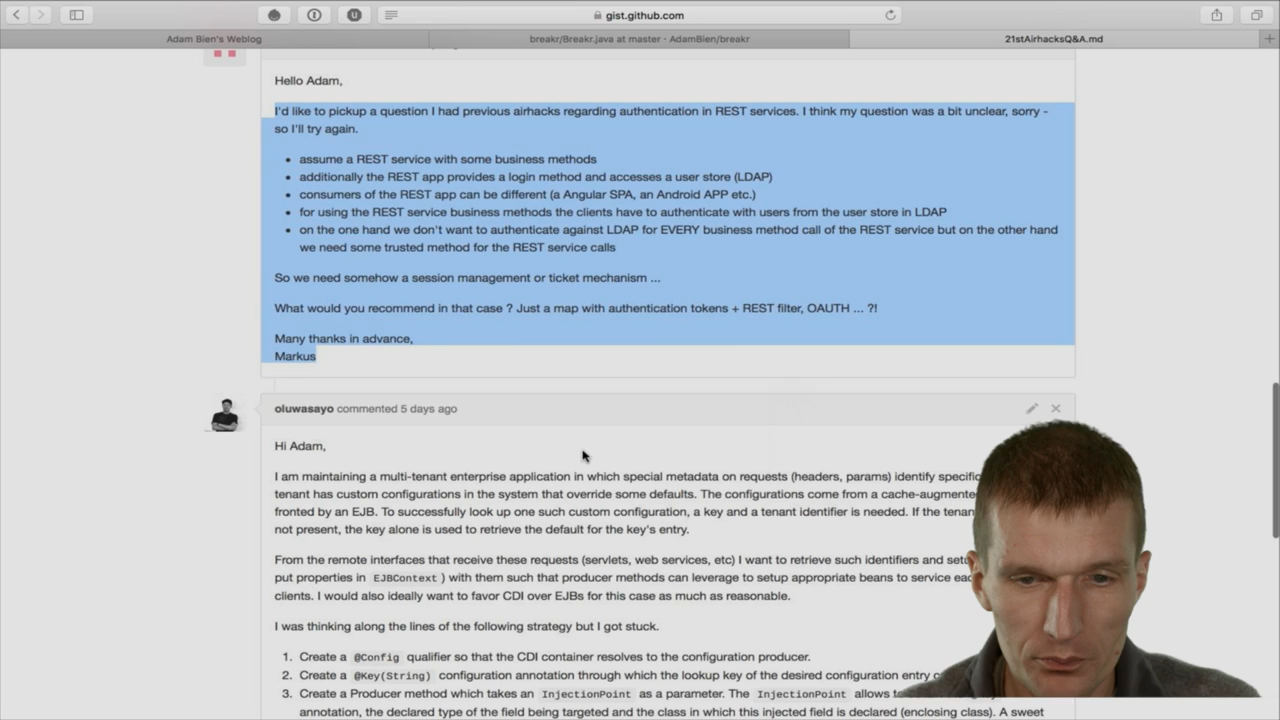 gist.github.com
Adam Bien's Weblog
breakr/Breakr.java at master · AdamBien/breakr
21stAirhacksQ&A.md
Hello Adam,
I'd like to pickup a question I had previous airhacks regarding authentication in REST services. I think my question was a bit unclear, sorry -
so I'll try again.
• assume a REST service with some business methods
• additionally the REST app provides a login method and accesses a user store (LDAP)
• consumers of the REST app can be different (a Angular SPA, an Android APP etc.)
• for using the REST service business methods the clients have to authenticate with users from the user store in LDAP
• on the one hand we don't want to authenticate against LDAP for EVERY business method call of the REST service but on the other hand
we need some trusted method for the REST service calls
So we need somehow a session management or ticket mechanism ...
What would you recommend in that case ? Just a map with authentication tokens + REST filter, OAUTH ... ?!
Many thanks in advance,
Markus
oluwasayo commented 5 days ago
Hi Adam,
I am maintaining a multi-tenant enterprise application in which special metadata on requests (headers, params) identify
tenant has custom configurations in the system that override some defaults. The configurations come from a
fronted by an EJB. To successfully look up one such custom configuration, a key and a tenant identifier is needed. If the
not present, the key alone is used to retrieve the default for the key's entry.
From the remote interfaces that receive these requests (servlets, web services, etc) I want to retrieve such identifiers and
put properties in EJBContext ) with them such that producer methods can leverage to setup appropriate beans to service
clients. I would also ideally want to favor CDI over EJBs for this case as much as reasonable.
I was thinking along the lines of the following strategy but I got stuck.
1. Create a @Config qualifier so that the CDI container resolves to the configuration producer.
2. Create a @Key(String) configuration annotation through which the lookup key of the desired configuration entry
3. Create a Producer method which takes an InjectionPoint as a parameter. The InjectionPoint allows
annotation, the declared type of the field being targeted and the class in which this injected field is declared (enclosing class). A sweet